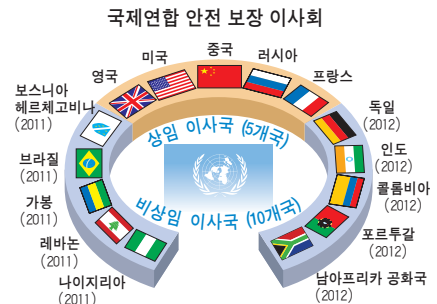 국제연합 안전 보장 이사회
중국
미국
러시아
영국
프랑스
보스니아
헤르체고비나
(2011)
독일
(2012)
상임 이사국 (5개국)
브라질
(2011)
인도
(2012)
가봉
(2011)
콜롬비아
(2012)
비상임 이사국 (10개국)
레바논
(2011)
포르투갈
(2012)
나이지리아
(2011)
남아프리카 공화국
(2012)